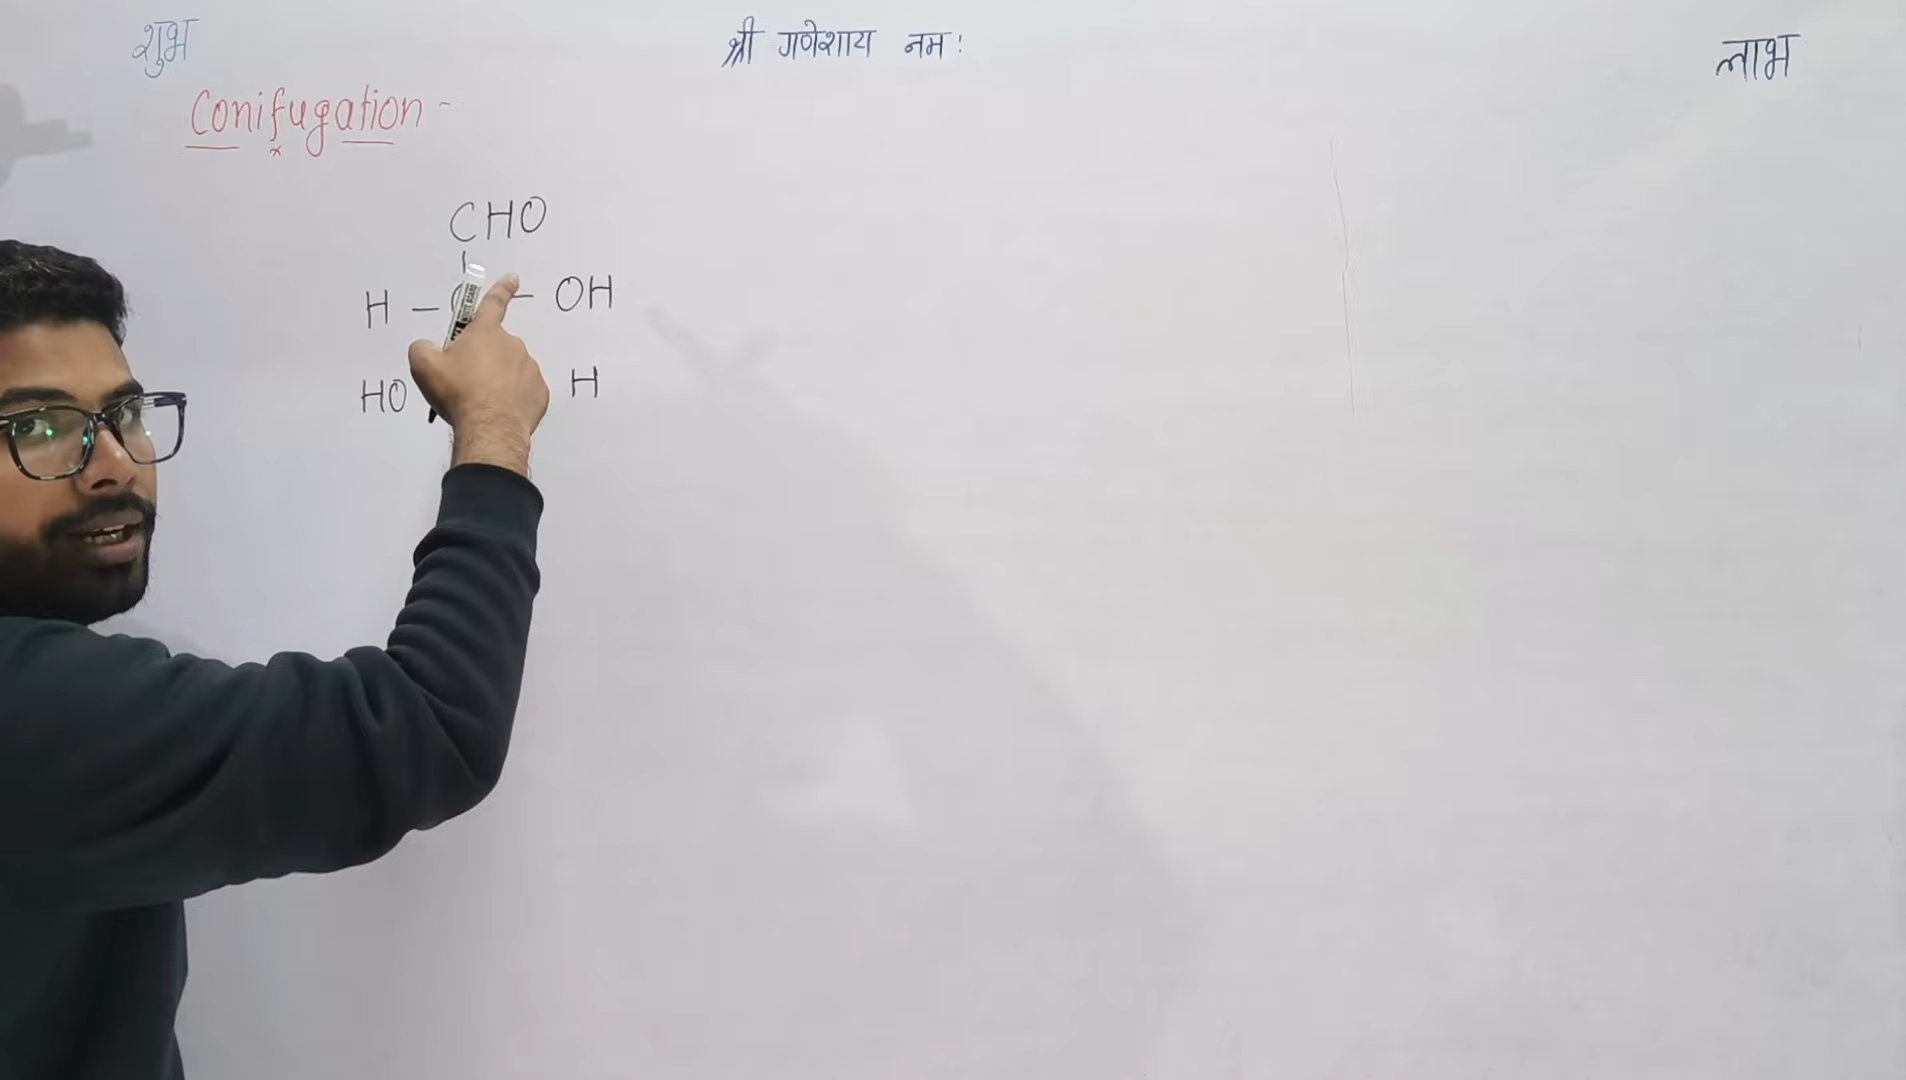 शुभ श्री गणेशाय नमः लाभ
Conifugation -
CHO
H - C - OH
HO H